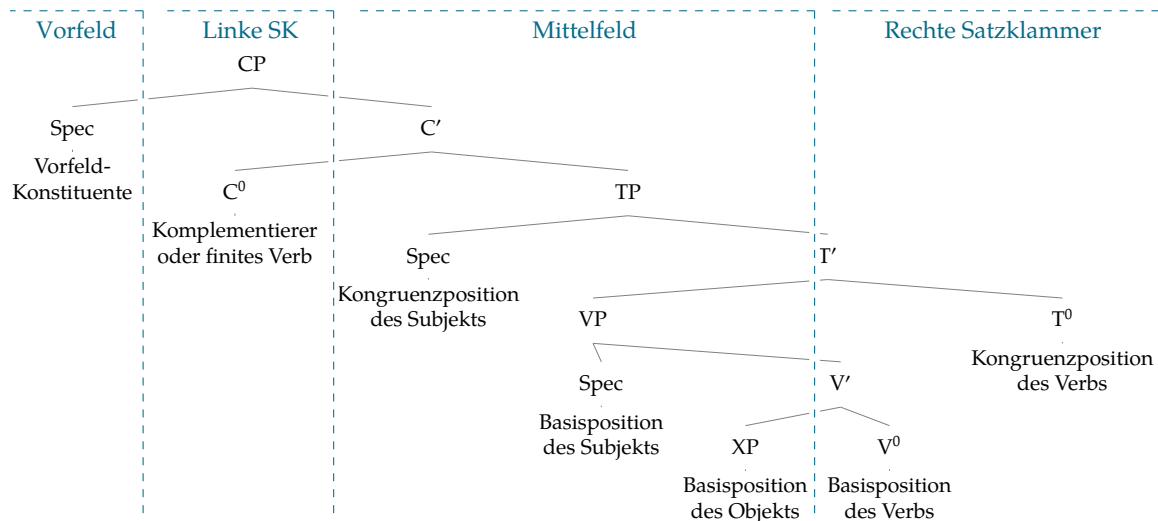 Vorfeld Linke SK Mittelfeld Rechte Satzklammer
CP
Spec C′
Vorfeld-
Konstituente
C⁰ TP
Komplementierer
oder finites Verb
Spec T′
Kongruenzposition
des Subjekts
VP T⁰
Kongruenzposition
des Verbs
Spec V′
Basisposition
des Subjekts
XP V⁰
Basisposition
des Objekts
Basisposition
des Verbs